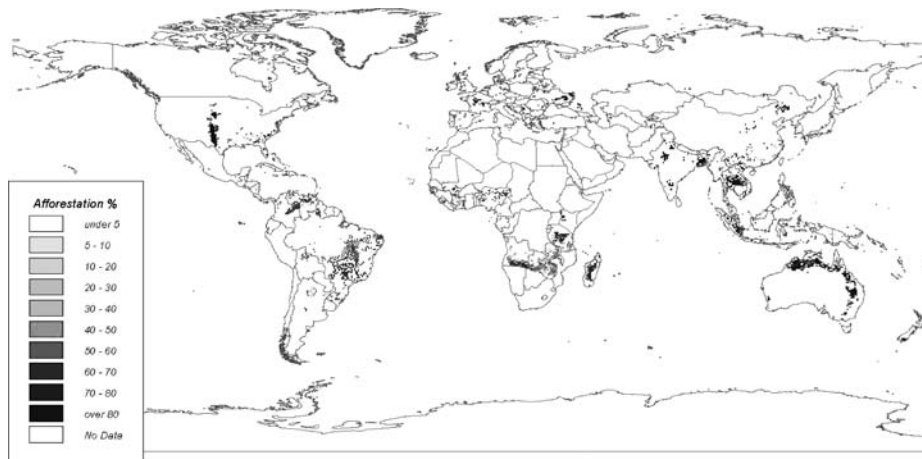 Afforestation %
under 5
5 - 10
10 - 20
20 - 30
30 - 40
40 - 50
50 - 60
60 - 70
70 - 80
over 80
No Data